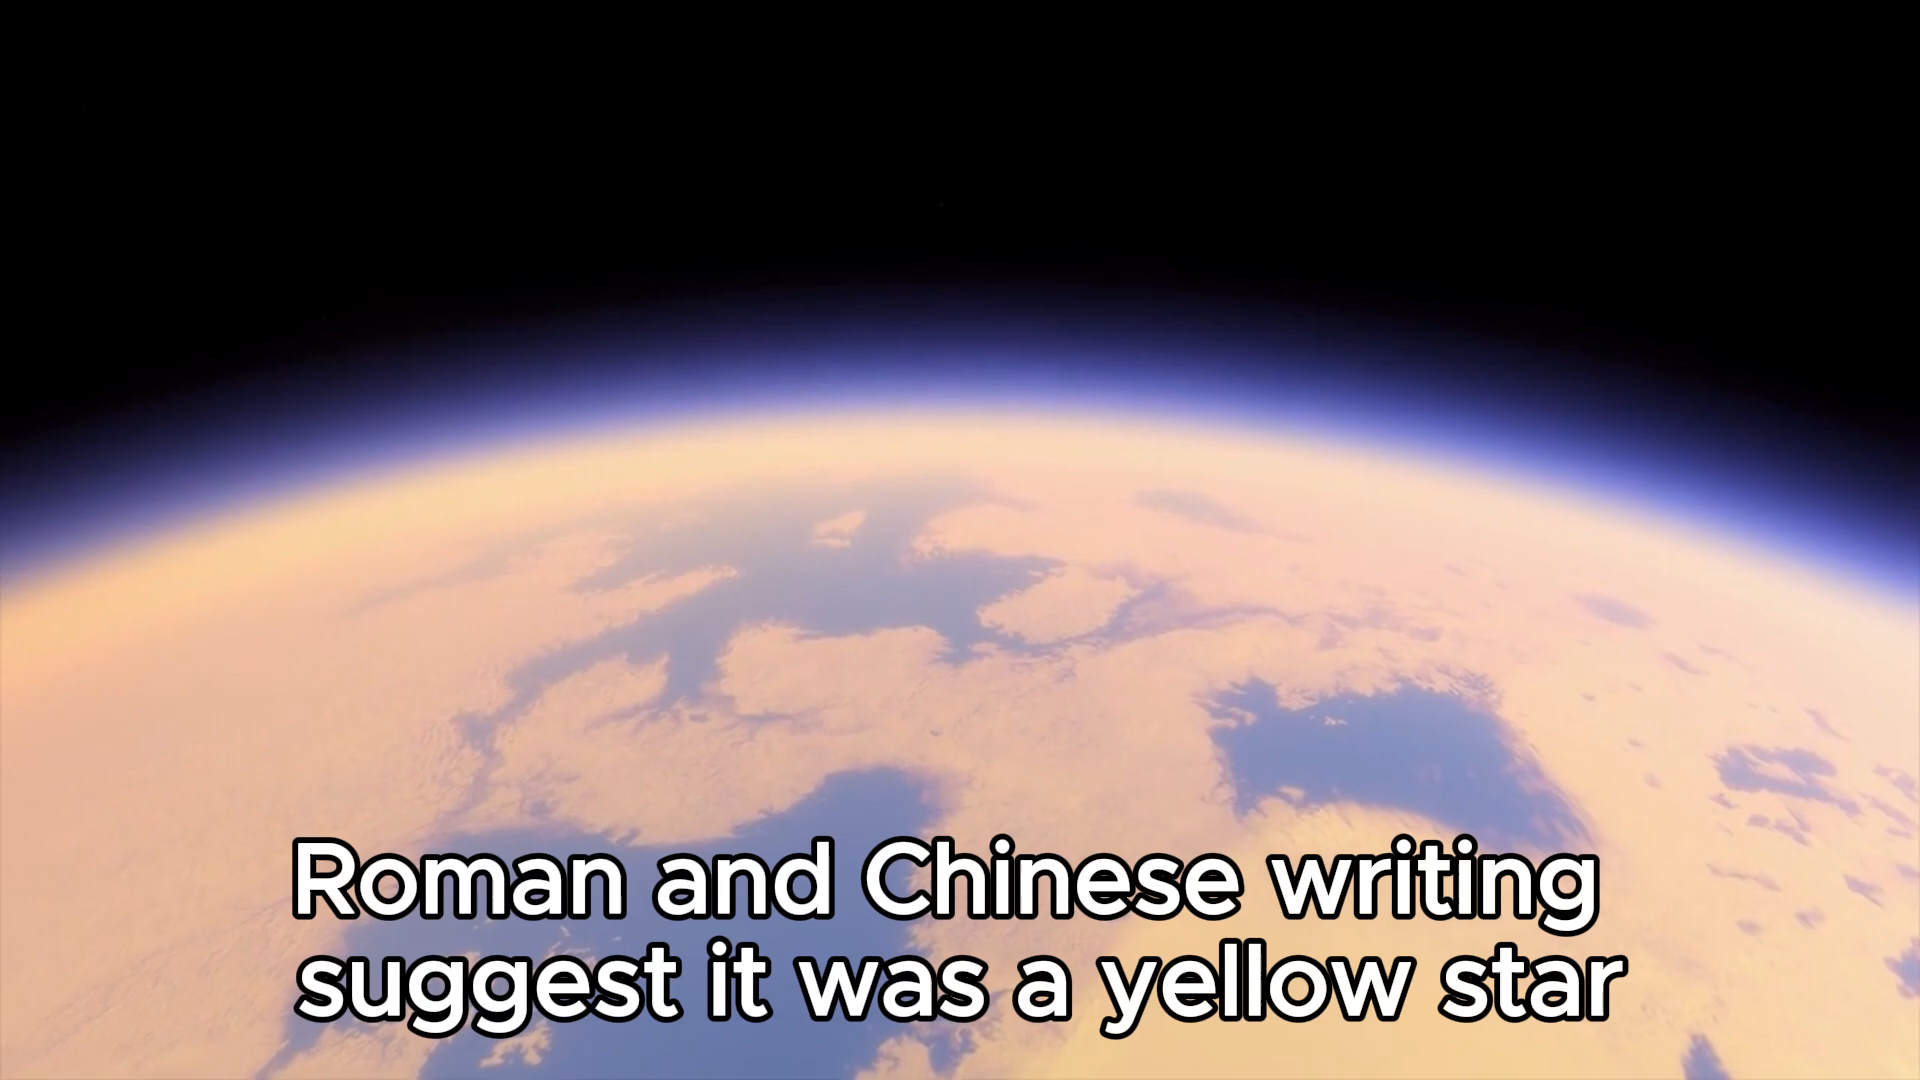 Roman and Chinese writing
suggest it was a yellow star